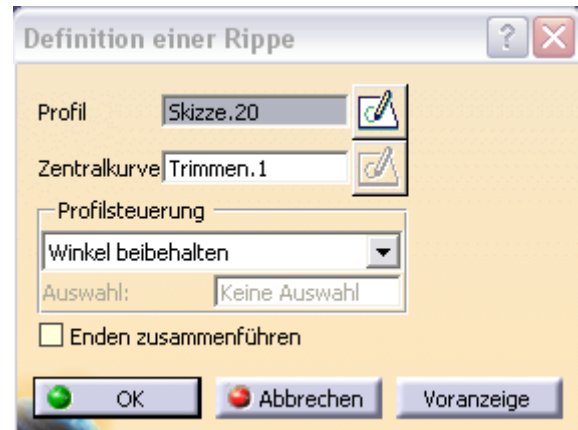 Definition einer Rippe
Profil Skizze.20
Zentralkurve Trimmen.1
Profilsteuerung
Winkel beibehalten
Auswahl: Keine Auswahl
Enden zusammenführen
OK Abbrechen Voranzeige